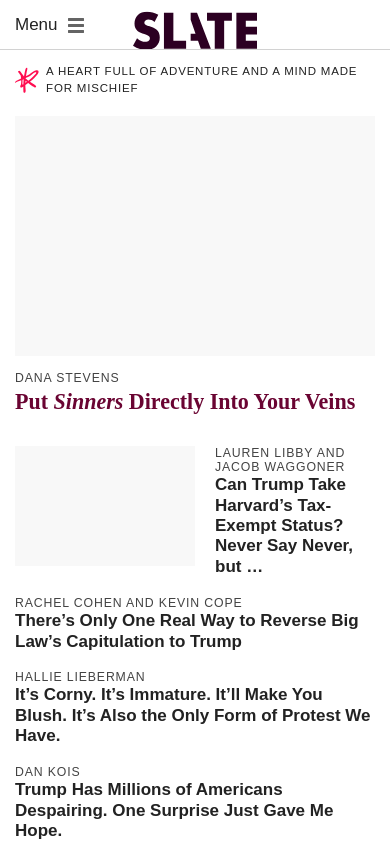 Menu
SLATE
A HEART FULL OF ADVENTURE AND A MIND MADE
FOR MISCHIEF
DANA STEVENS
Put Sinners Directly Into Your Veins
LAUREN LIBBY AND
JACOB WAGGONER
Can Trump Take
Harvard’s Tax-
Exempt Status?
Never Say Never,
but …
RACHEL COHEN AND KEVIN COPE
There’s Only One Real Way to Reverse Big
Law’s Capitulation to Trump
HALLIE LIEBERMAN
It’s Corny. It’s Immature. It’ll Make You
Blush. It’s Also the Only Form of Protest We
Have.
DAN KOIS
Trump Has Millions of Americans
Despairing. One Surprise Just Gave Me
Hope.